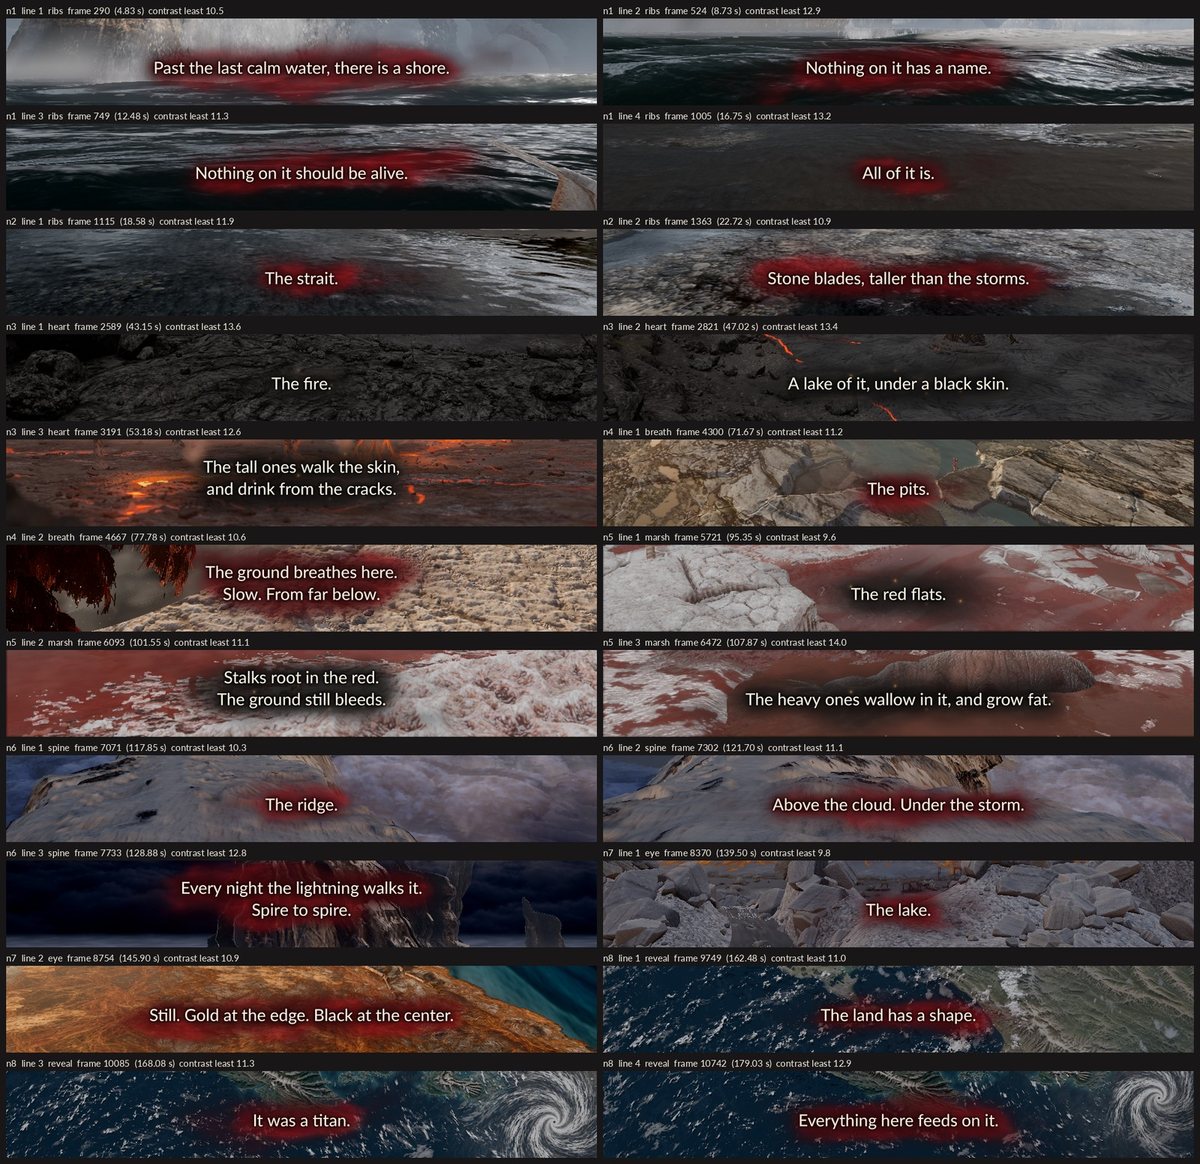 n1 line 1 ribs frame 290 (4.83 s) contrast least 10.5
Past the last calm water, there is a shore.
n1 line 2 ribs frame 524 (8.73 s) contrast least 12.9
Nothing on it has a name.
n1 line 3 ribs frame 749 (12.48 s) contrast least 11.3
Nothing on it should be alive.
n1 line 4 ribs frame 1005 (16.75 s) contrast least 13.2
All of it is.
n2 line 1 ribs frame 1115 (18.58 s) contrast least 11.9
The strait.
n2 line 2 ribs frame 1363 (22.72 s) contrast least 10.9
Stone blades, taller than the storms.
n3 line 1 heart frame 2589 (43.15 s) contrast least 13.6
The fire.
n3 line 2 heart frame 2821 (47.02 s) contrast least 13.4
A lake of it, under a black skin.
n3 line 3 heart frame 3191 (53.18 s) contrast least 12.6
The tall ones walk the skin,
and drink from the cracks.
n4 line 1 breath frame 4300 (71.67 s) contrast least 11.2
The pits.
n4 line 2 breath frame 4667 (77.78 s) contrast least 10.6
The ground breathes here.
Slow. From far below.
n5 line 1 marsh frame 5721 (95.35 s) contrast least 9.6
The red flats.
n5 line 2 marsh frame 6093 (101.55 s) contrast least 11.1
Stalks root in the red.
The ground still bleeds.
n5 line 3 marsh frame 6472 (107.87 s) contrast least 14.0
The heavy ones wallow in it, and grow fat.
n6 line 1 spine frame 7071 (117.85 s) contrast least 10.3
The ridge.
n6 line 2 spine frame 7302 (121.70 s) contrast least 11.1
Above the cloud. Under the storm.
n6 line 3 spine frame 7733 (128.88 s) contrast least 12.8
Every night the lightning walks it.
Spire to spire.
n7 line 1 eye frame 8370 (139.50 s) contrast least 9.8
The lake.
n7 line 2 eye frame 8754 (145.90 s) contrast least 10.9
Still. Gold at the edge. Black at the center.
n8 line 1 reveal frame 9749 (162.48 s) contrast least 11.0
The land has a shape.
n8 line 3 reveal frame 10085 (168.08 s) contrast least 11.3
It was a titan.
n8 line 4 reveal frame 10742 (179.03 s) contrast least 12.9
Everything here feeds on it.